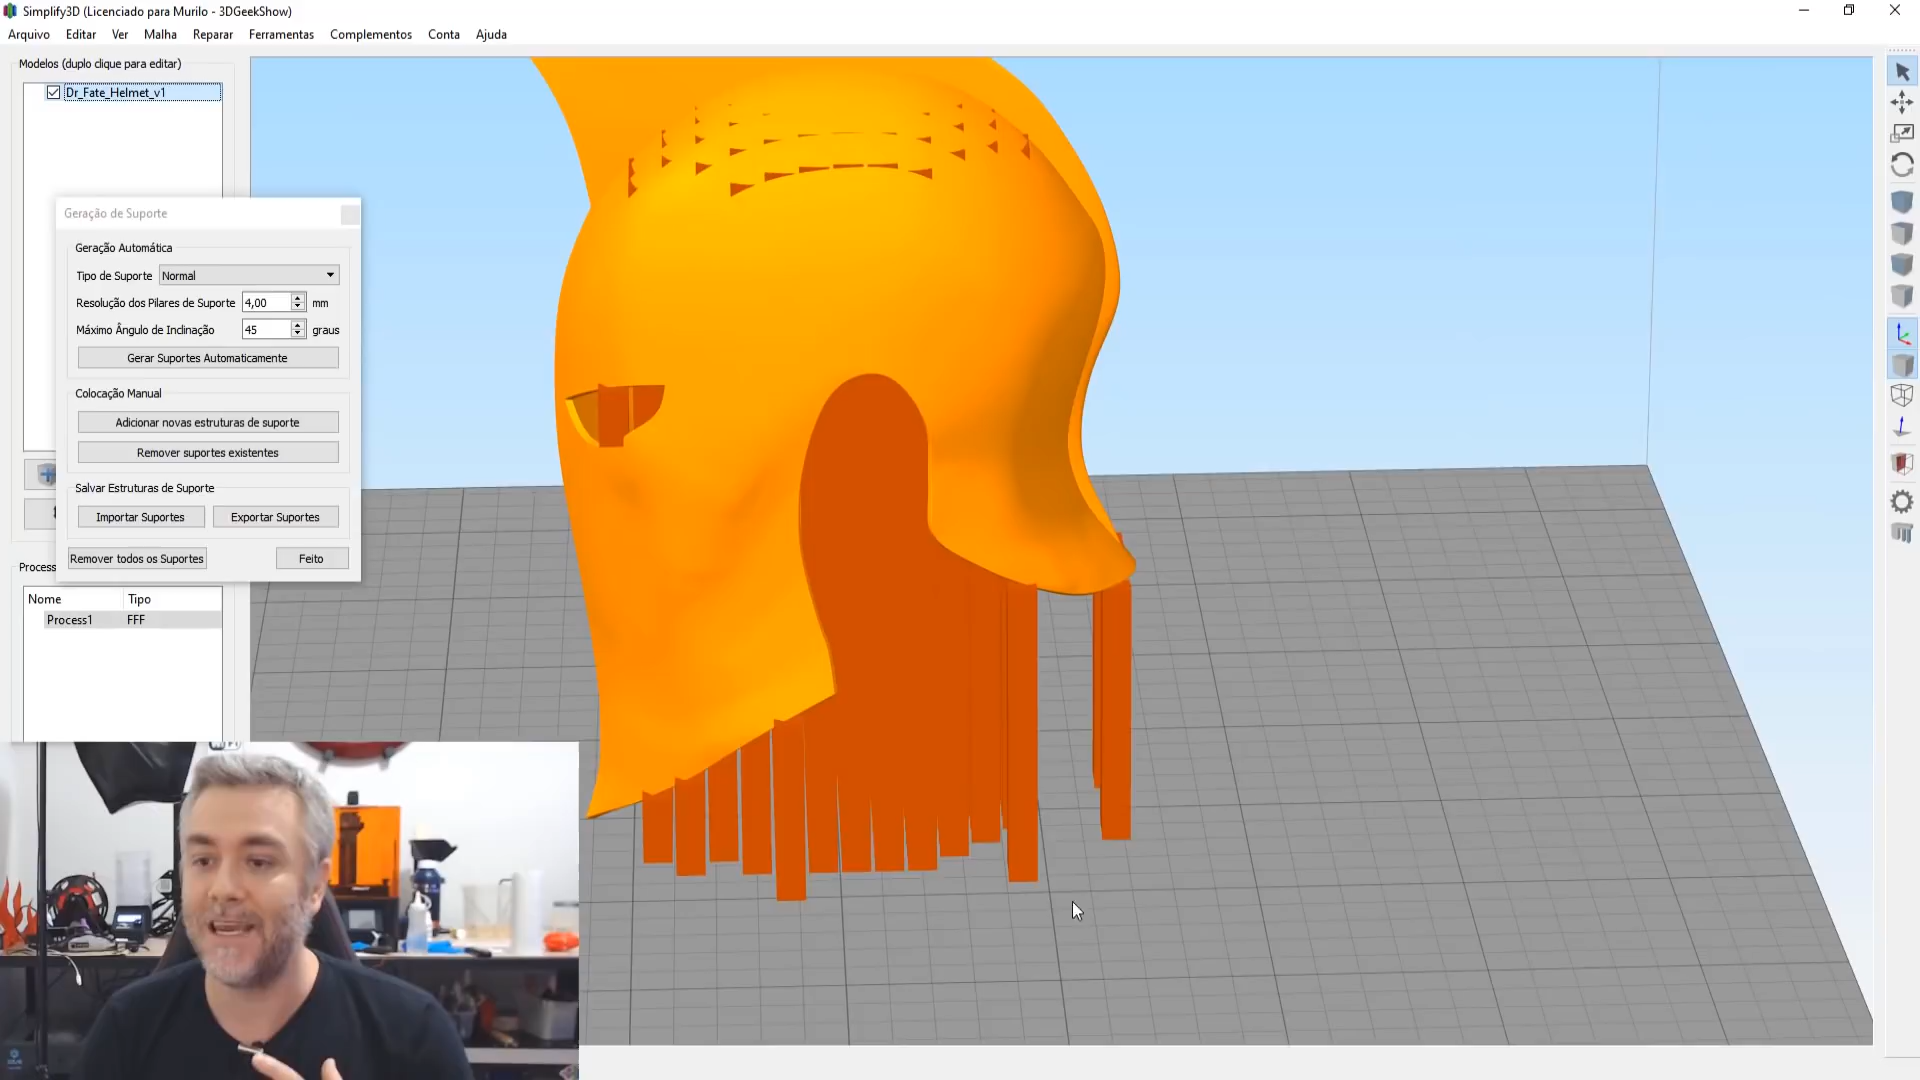 Simplify3D (Licenciado para Murilo - 3DGeekShow)
Arquivo Editar Ver Malha Reparar Ferramentas Complementos Conta Ajuda
Modelos (duplo clique para editar)
Dr_Fate_Helmet_v1
Geração de Suporte
Geração Automática
Tipo de Suporte Normal
Resolução dos Pilares de Suporte 4,00 mm
Máximo Ângulo de Inclinação 45 graus
Gerar Suportes Automaticamente
Colocação Manual
Adicionar novas estruturas de suporte
Remover suportes existentes
Salvar Estruturas de Suporte
Importar Suportes Exportar Suportes
Remover todos os Suportes Feito
Process
Nome Tipo
Process1 FFF